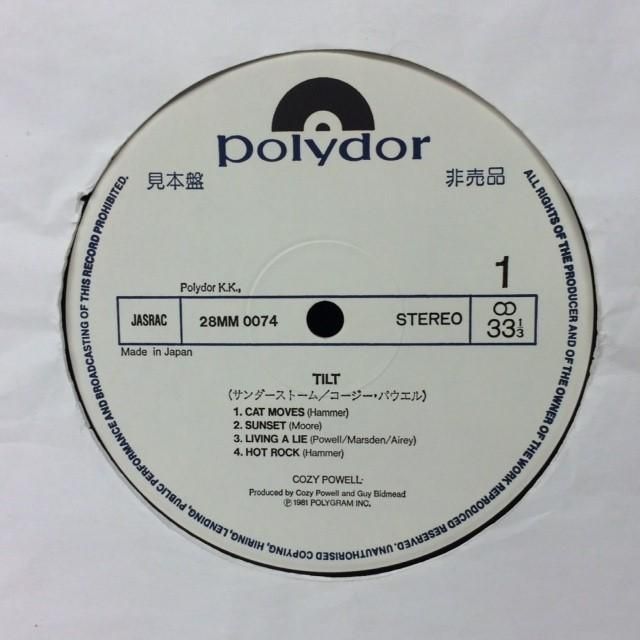 polydor
見本盤
非売品
1
Polydor K.K.,
JASRAC
28MM 0074
STEREO
33⅓
Made in Japan
TILT
(サンダーストーム/コージー・パウエル)
1. CAT MOVES (Hammer)
2. SUNSET (Moore)
3. LIVING A LIE (Powell/Marsden/Airey)
4. HOT ROCK (Hammer)
COZY POWELL
Produced by Cozy Powell and Guy Bidmead
Ⓟ 1981 POLYGRAM INC.
ALL RIGHTS OF THE PRODUCER AND OF THE OWNER OF THE WORK REPRODUCED RESERVED. UNAUTHORISED COPYING, HIRING, LENDING, PUBLIC PERFORMANCE AND BROADCASTING OF THIS RECORD PROHIBITED.